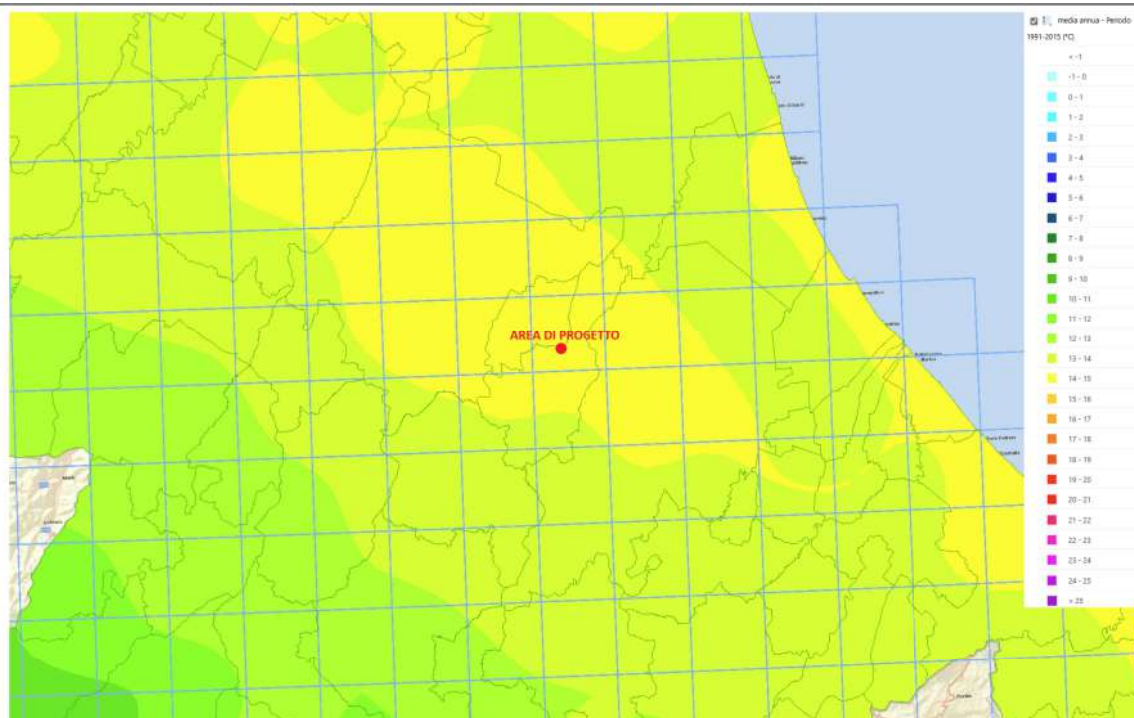 media annua - Periodo
1991-2015 (°C)
< -1
-1 - 0
0 - 1
1 - 2
2 - 3
3 - 4
4 - 5
5 - 6
6 - 7
7 - 8
8 - 9
9 - 10
10 - 11
11 - 12
12 - 13
13 - 14
14 - 15
15 - 16
16 - 17
17 - 18
18 - 19
19 - 20
20 - 21
21 - 22
22 - 23
23 - 24
24 - 25
> 25
AREA DI PROGETTO